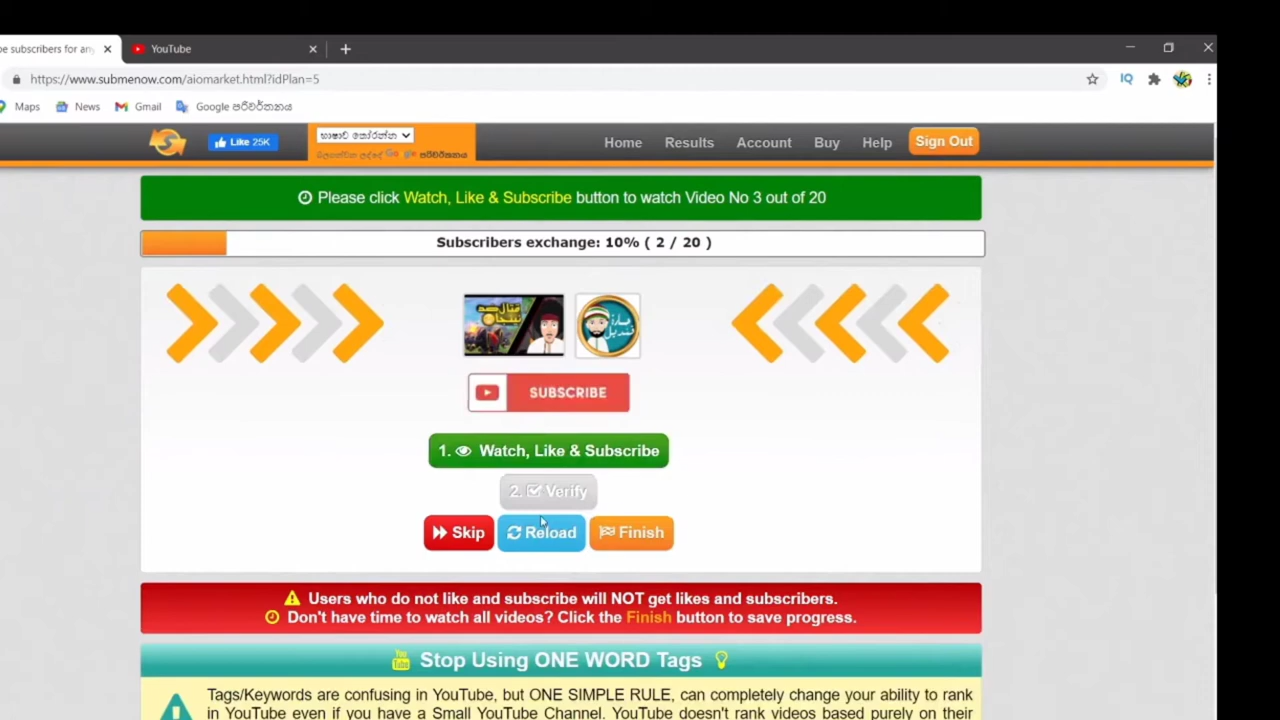 be subscribers for any
YouTube
https://www.submenow.com/aiomarket.html?idPlan=5
Maps News Gmail Google පරිවර්තනය
Like 25K
භාෂාව තෝරන්න
පරිවර්තනය
Home Results Account Buy Help Sign Out
Please click Watch, Like & Subscribe button to watch Video No 3 out of 20
Subscribers exchange: 10% ( 2 / 20 )
SUBSCRIBE
1. Watch, Like & Subscribe
2. Verify
Skip Reload Finish
Users who do not like and subscribe will NOT get likes and subscribers.
Don't have time to watch all videos? Click the Finish button to save progress.
Stop Using ONE WORD Tags
Tags/Keywords are confusing in YouTube, but ONE SIMPLE RULE, can completely change your ability to rank
in YouTube even if you have a Small YouTube Channel. YouTube doesn't rank videos based purely on their